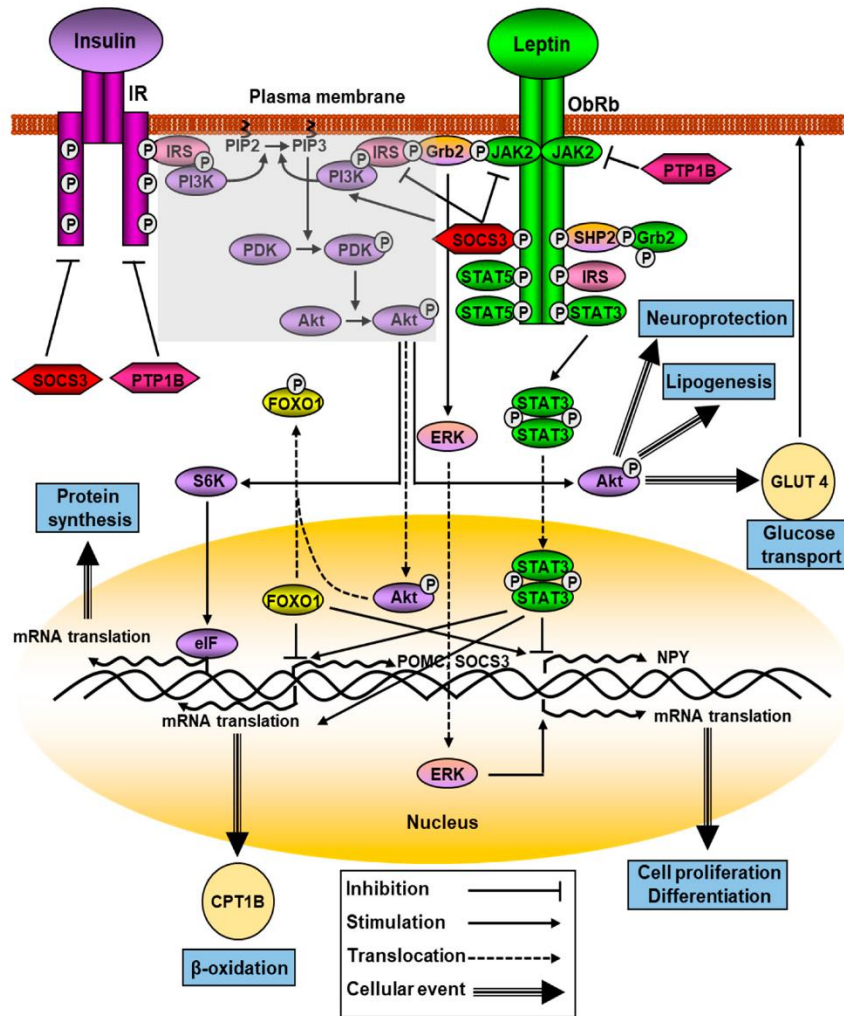 Insulin
Leptin
IR
Plasma membrane
ObRb
P
IRS
P
PI3K
PIP2
PIP3
P
PI3K
IRS
P
Grb2
P
JAK2
JAK2
PTP1B
P
P
P
P
P
PDK
PDK
P
SOCS3
P
P
SHP2
P
Grb2
P
STAT5
P
P
IRS
STAT5
P
P
STAT3
Akt
Akt
P
Neuroprotection
Lipogenesis
SOCS3
PTP1B
P
FOXO1
ERK
STAT3
P
P
STAT3
S6K
Akt
P
GLUT 4
Glucose
transport
Protein
synthesis
STAT3
P
P
STAT3
FOXO1
Akt
P
mRNA translation
eIF
POMC, SOCS3
NPY
mRNA translation
mRNA translation
ERK
Nucleus
CPT1B
β-oxidation
Cell proliferation
Differentiation
Inhibition
Stimulation
Translocation
Cellular event